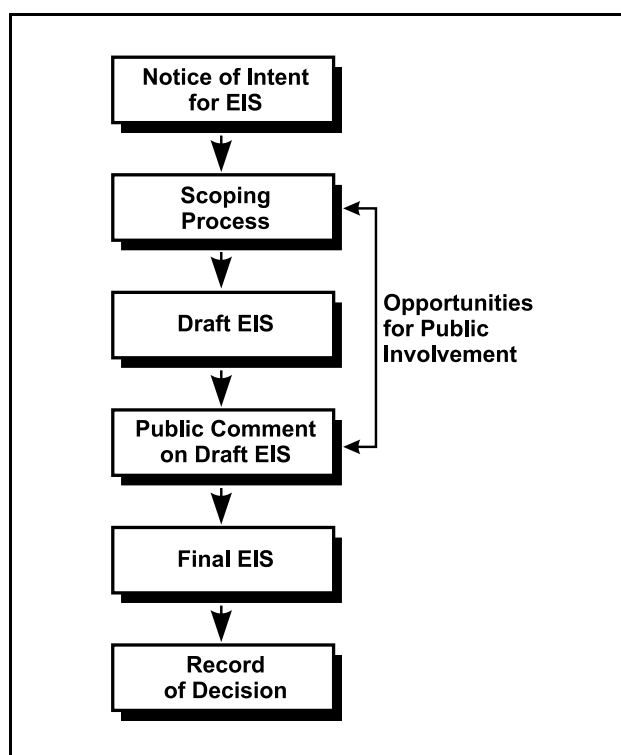 Notice of Intent
for EIS
Scoping
Process
Draft EIS
Opportunities
for Public
Involvement
Public Comment
on Draft EIS
Final EIS
Record
of Decision